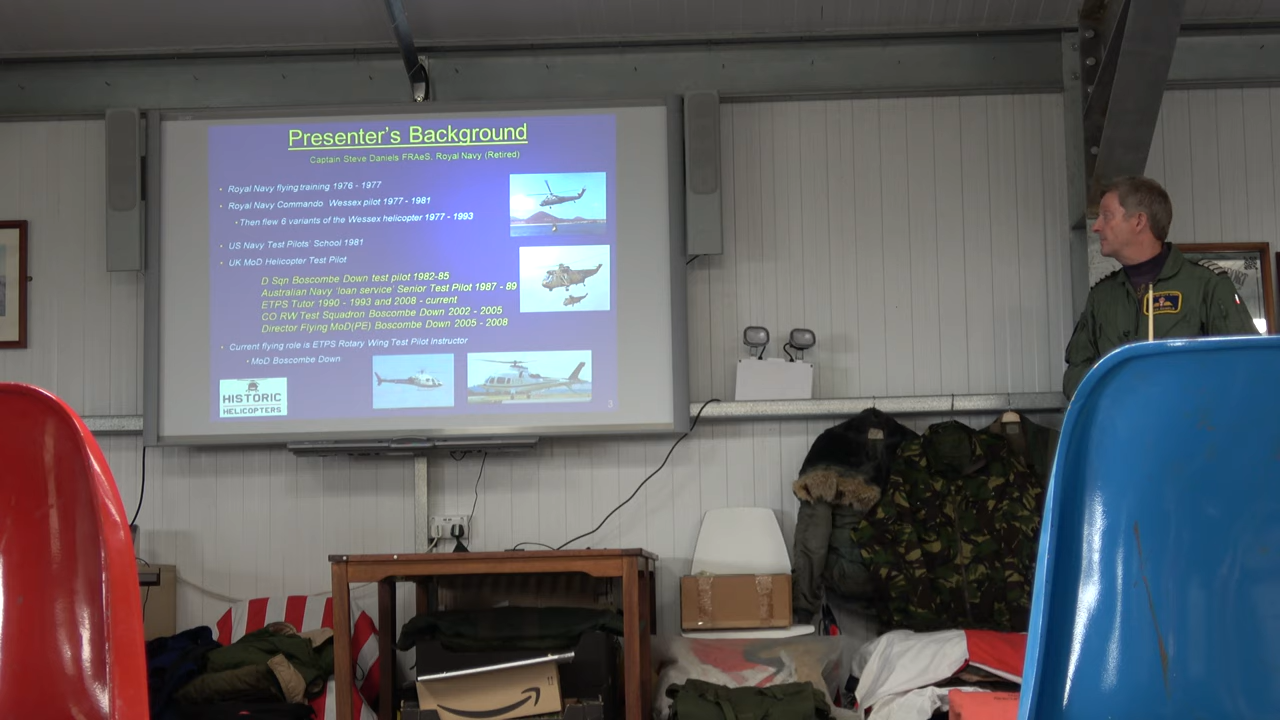 Presenter's Background
Captain Steve Daniels FRAeS, Royal Navy (Retired)
• Royal Navy flying training 1976 - 1977
• Royal Navy Commando Wessex pilot 1977 - 1981
• Then flew 6 variants of the Wessex helicopter 1977 - 1993
• US Navy Test Pilots' School 1981
• UK MoD Helicopter Test Pilot
D Sqn Boscombe Down test pilot 1982-85
Australian Navy 'loan service' Senior Test Pilot 1987 - 89
ETPS Tutor 1990 - 1993 and 2008 - current
CO RW Test Squadron Boscombe Down 2002 - 2005
Director Flying MoD(PE) Boscombe Down 2005 - 2008
• Current flying role is ETPS Rotary Wing Test Pilot Instructor
• MoD Boscombe Down
HISTORIC
HELICOPTERS
3